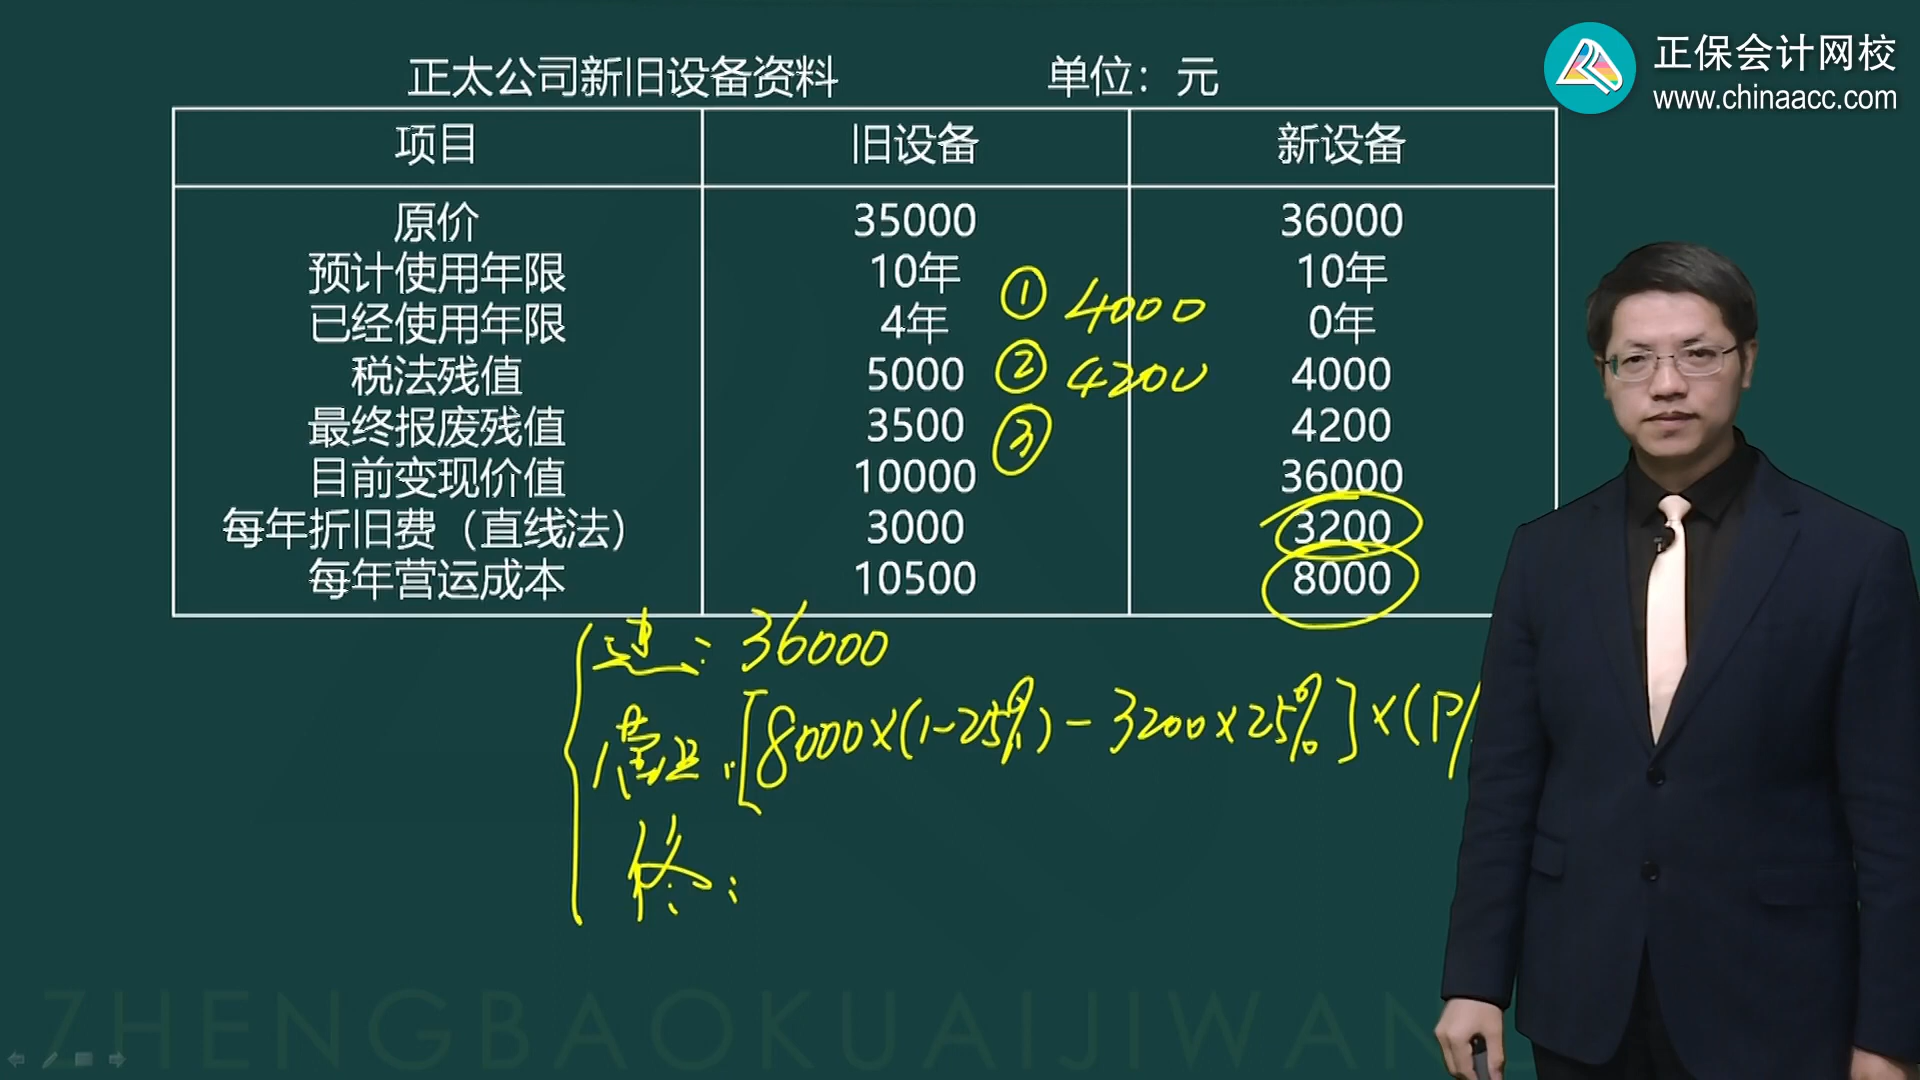 正保会计网校
www.chinaacc.com
正太公司新旧设备资料 单位：元
项目 旧设备 新设备
原价 35000 36000
预计使用年限 10年 10年
已经使用年限 4年 0年
税法残值 5000 4000
最终报废残值 3500 4200
目前变现价值 10000 36000
每年折旧费（直线法） 3000 3200
每年营运成本 10500 8000
① 4000
② 4200
③
建：36000
营业：[8000×(1-25%)-3200×25%]×(P/
终：
ZHENGBAOKUAIJIWANG